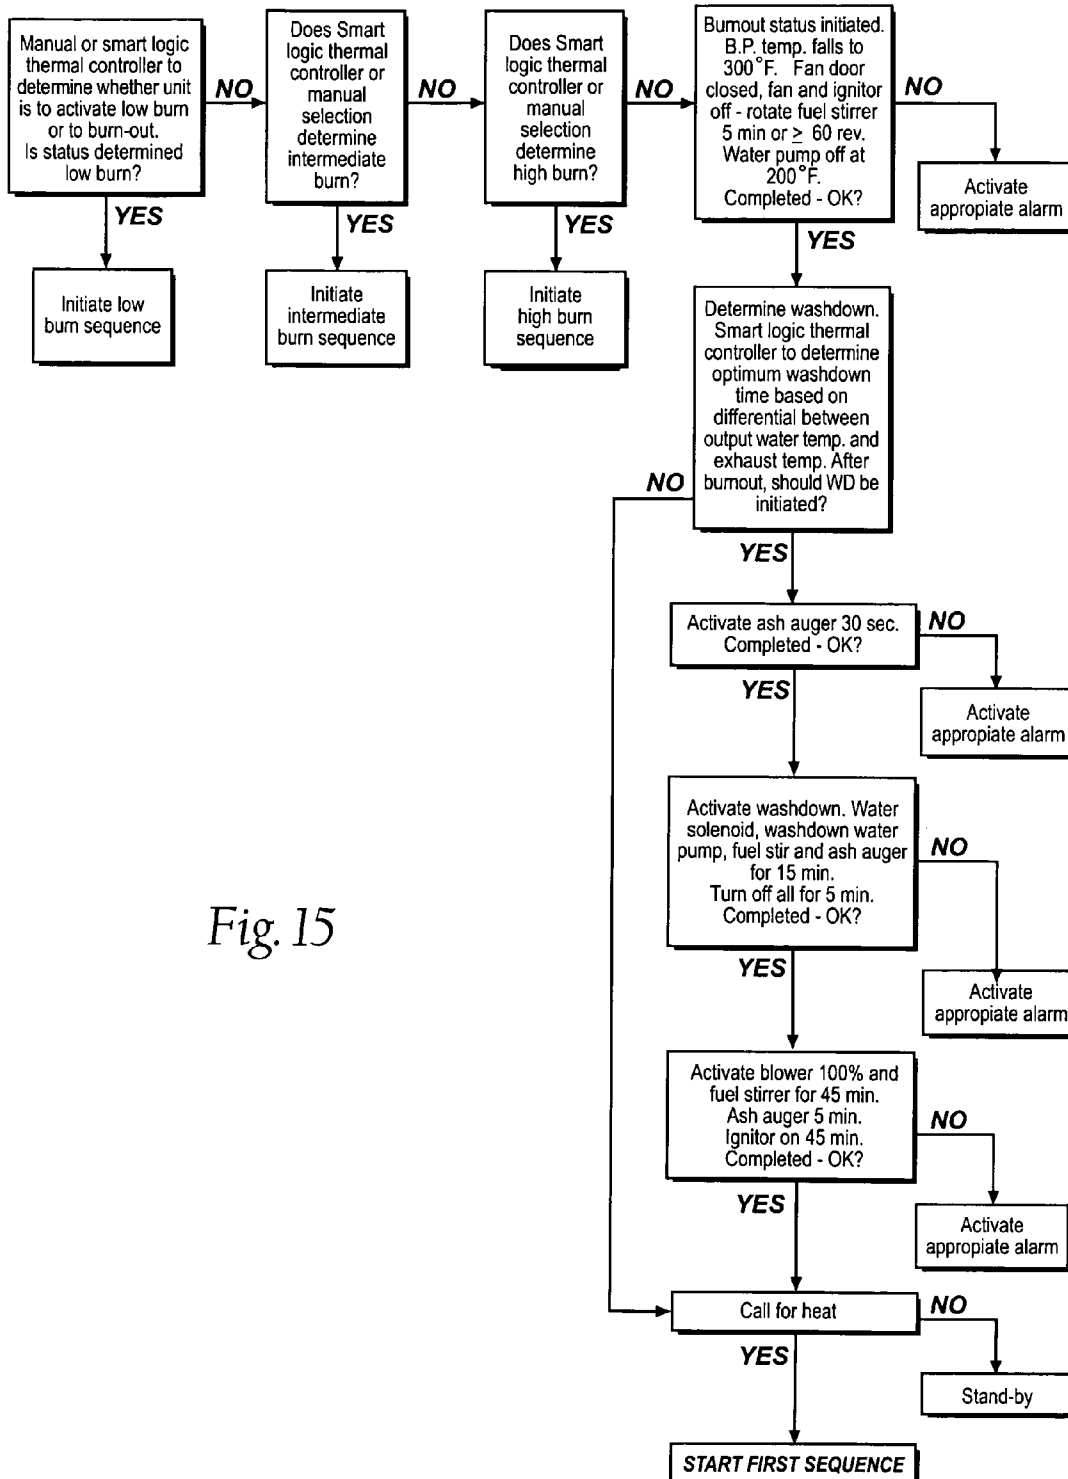 Manual or smart logic
thermal controller to
determine whether unit
is to activate low burn
or to burn-out.
Is status determined
low burn?
NO
YES
Initiate low
burn sequence
Does Smart
logic thermal
controller or
manual
selection
determine
intermediate
burn?
NO
YES
Initiate
intermediate
burn sequence
Does Smart
logic thermal
controller or
manual
selection
determine
high burn?
NO
YES
Initiate
high burn
sequence
Burnout status initiated.
B.P. temp. falls to
300°F. Fan door
closed, fan and ignitor
off - rotate fuel stirrer
5 min or ≥ 60 rev.
Water pump off at
200°F.
Completed - OK?
NO
Activate
appropiate alarm
YES
Determine washdown.
Smart logic thermal
controller to determine
optimum washdown
time based on
differential between
output water temp. and
exhaust temp. After
burnout, should WD be
initiated?
NO
YES
Activate ash auger 30 sec.
Completed - OK?
NO
Activate
appropiate alarm
YES
Activate washdown. Water
solenoid, washdown water
pump, fuel stir and ash auger
for 15 min.
Turn off all for 5 min.
Completed - OK?
NO
Activate
appropiate alarm
YES
Activate blower 100% and
fuel stirrer for 45 min.
Ash auger 5 min.
Ignitor on 45 min.
Completed - OK?
NO
Activate
appropiate alarm
YES
Call for heat
NO
Stand-by
YES
START FIRST SEQUENCE
Fig. 15